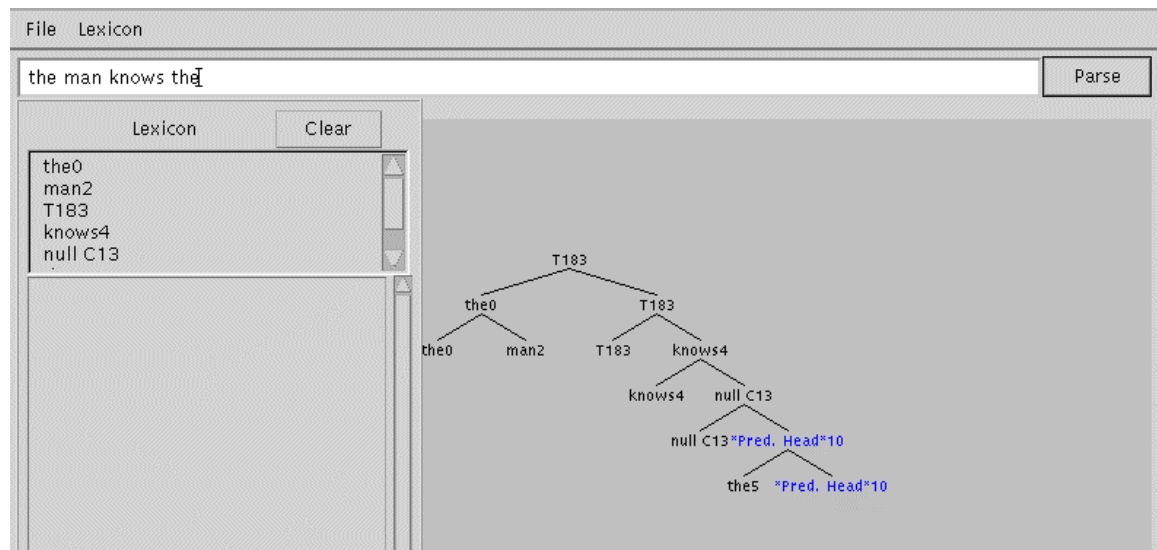 File Lexicon
the man knows the
Parse
Lexicon
Clear
the0
man2
T183
knows4
null C13
T183
the0 T183
the0 man2 T183 knows4
knows4 null C13
null C13 *Pred. Head*10
the5 *Pred. Head*10